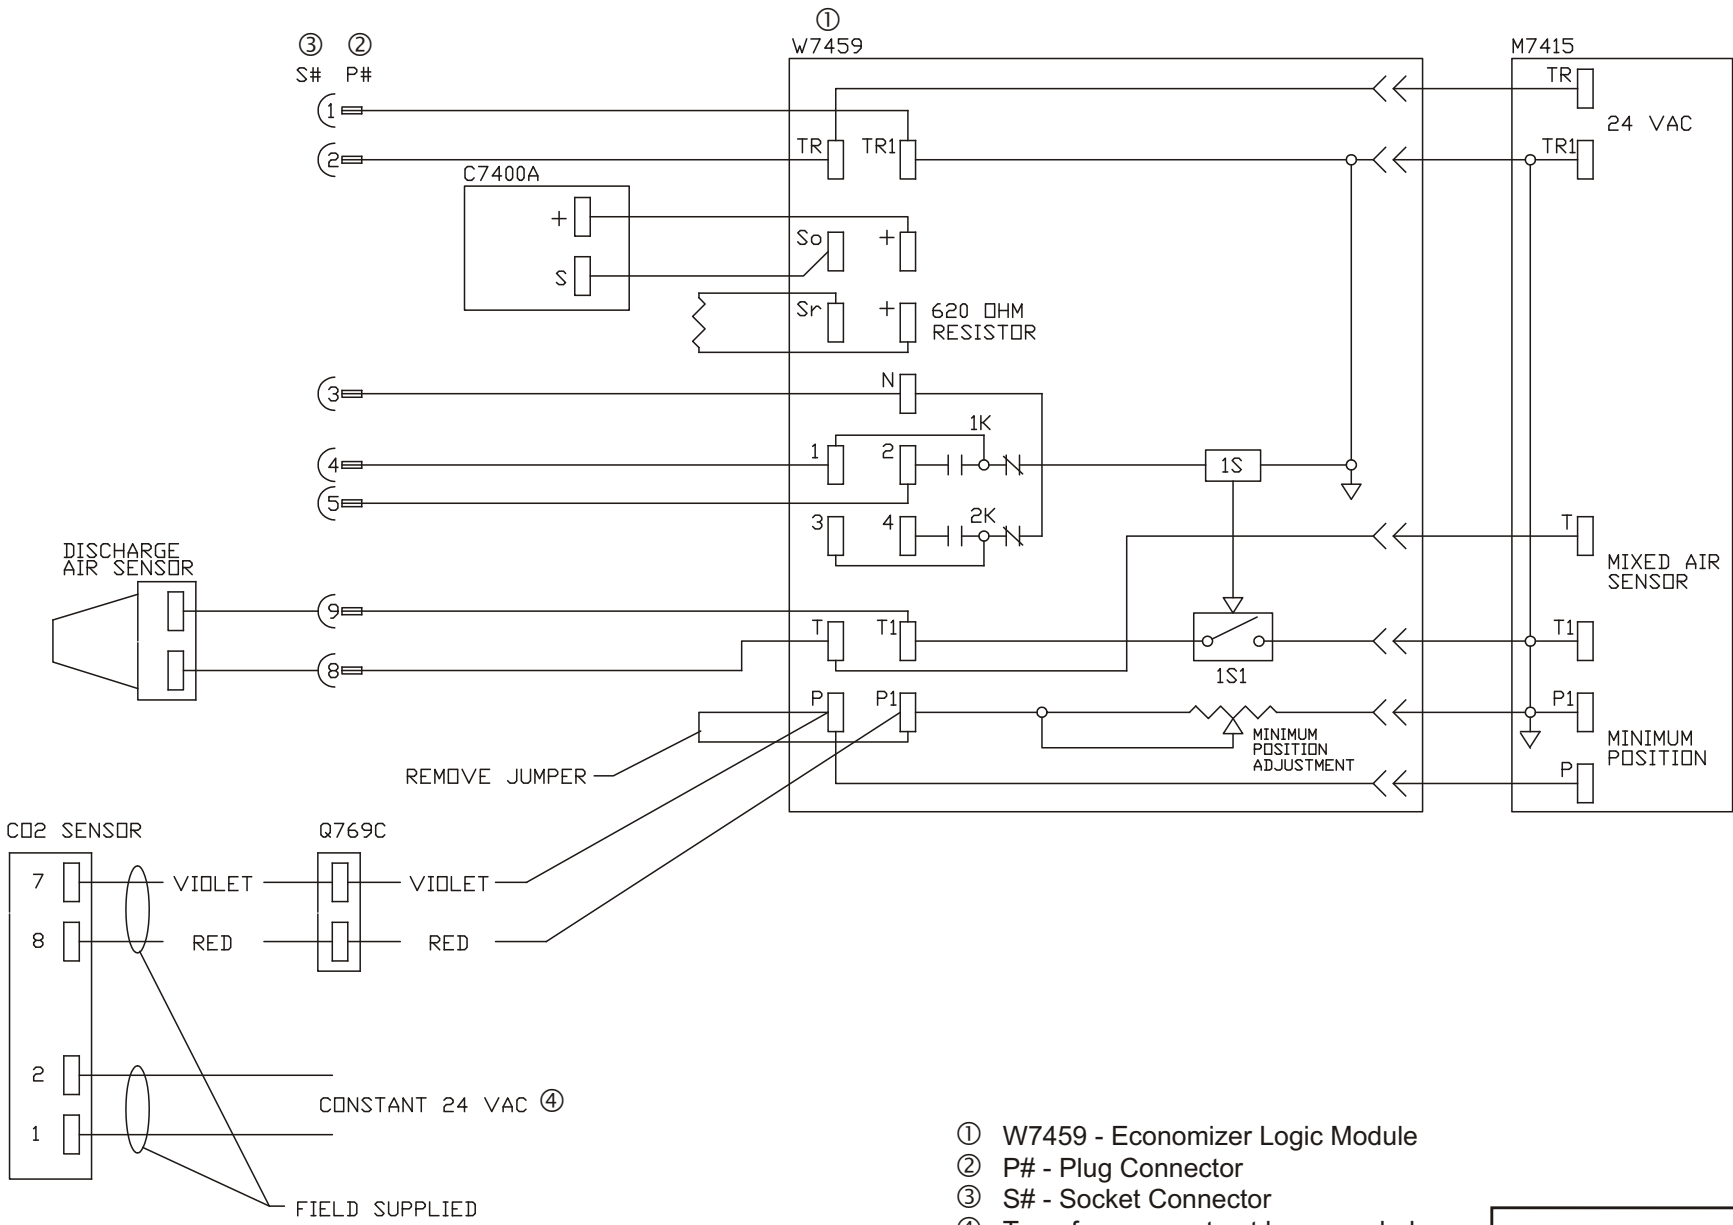 ①
W7459
M7415
③ ②
S# P#
1
2
TR
TR1
TR
24 VAC
TR1
C7400A
+
S
So
+
Sr
+
620 OHM
RESISTOR
3
N
1K
4
1
2
1S
5
3
4
2K
T
MIXED AIR
SENSOR
DISCHARGE
AIR SENSOR
9
8
T
T1
1S1
T1
P
P1
MINIMUM
POSITION
ADJUSTMENT
P1
MINIMUM
POSITION
P
REMOVE JUMPER
CO2 SENSOR
Q769C
7
VIOLET
VIOLET
8
RED
RED
2
CONSTANT 24 VAC ④
1
FIELD SUPPLIED
① W7459 - Economizer Logic Module
② P# - Plug Connector
③ S# - Socket Connector